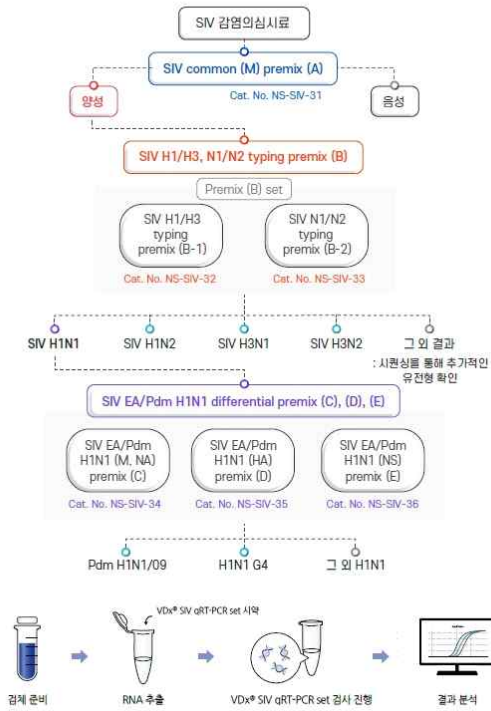 SIV 감염의심시료
SIV common (M) premix (A)
양성
Cat. No. NS-SIV-31
음성
SIV H1/H3, N1/N2 typing premix (B)
Premix (B) set
SIV H1/H3
typing
premix (B-1)
SIV N1/N2
typing
premix (B-2)
Cat. No. NS-SIV-32
Cat. No. NS-SIV-33
SIV H1N1
SIV H1N2
SIV H3N1
SIV H3N2
그 외 결과
: 시퀀싱을 통해 추가적인
유전형 확인
SIV EA/Pdm H1N1 differential premix (C), (D), (E)
SIV EA/Pdm
H1N1 (M, NA)
premix (C)
SIV EA/Pdm
H1N1 (HA)
premix (D)
SIV EA/Pdm
H1N1 (NS)
premix (E)
Cat. No. NS-SIV-34
Cat. No. NS-SIV-35
Cat. No. NS-SIV-36
Pdm H1N1/09
H1N1 G4
그 외 H1N1
VDx® SIV qRT-PCR set 시약
검체 준비
RNA 추출
VDx® SIV qRT-PCR set 검사 진행
결과 분석